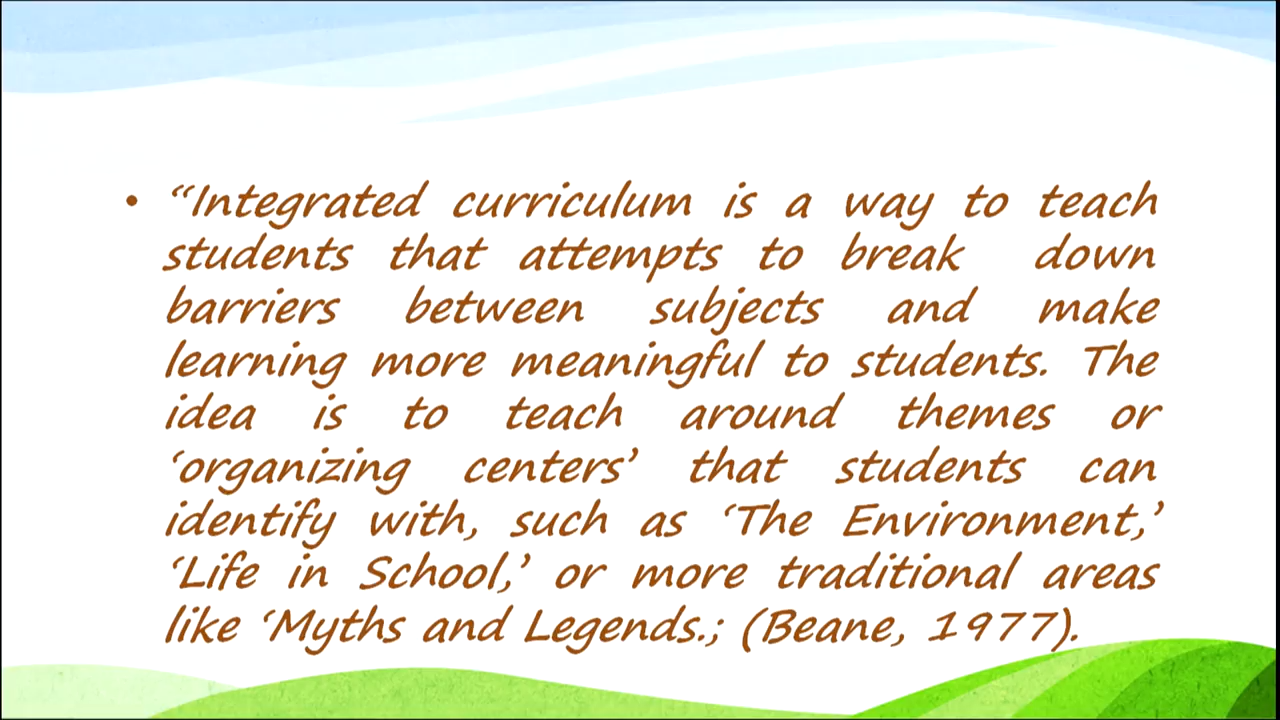 • “Integrated curriculum is a way to teach
students that attempts to break down
barriers between subjects and make
learning more meaningful to students. The
idea is to teach around themes or
‘organizing centers’ that students can
identify with, such as ‘The Environment,’
‘Life in School,’ or more traditional areas
like ‘Myths and Legends.; (Beane, 1977).